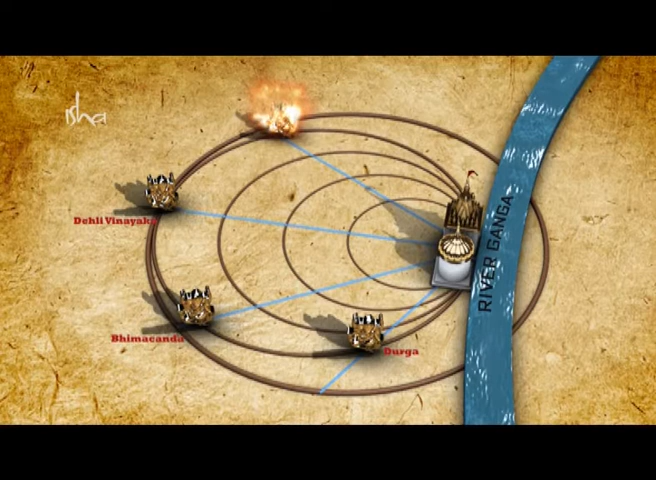 isha
Dehli Vinayaka
RIVER GANGA
Bhimacanda
Durga